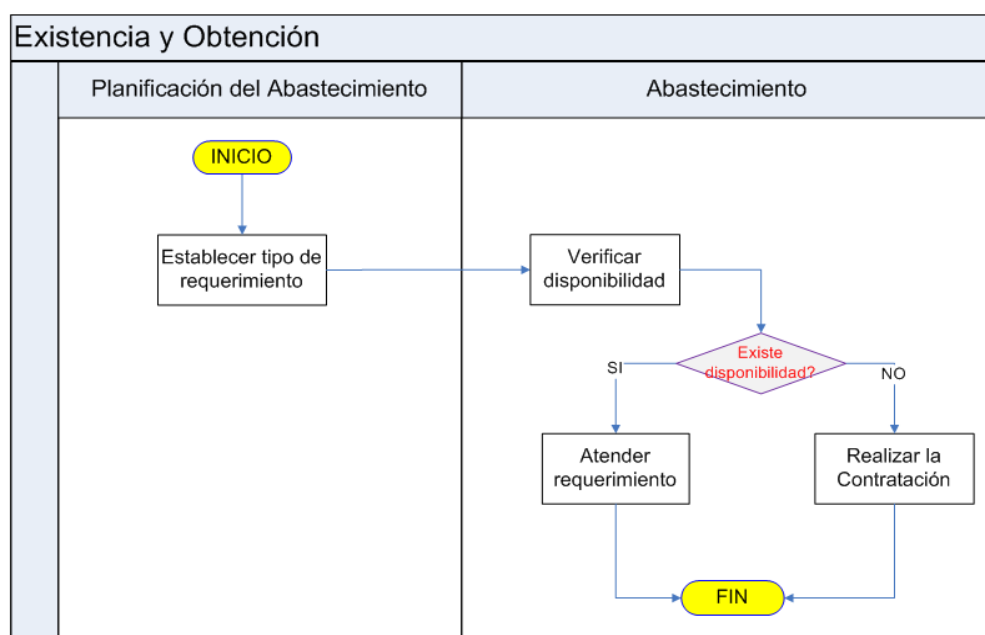 Existencia y Obtención
Planificación del Abastecimiento
Abastecimiento
INICIO
Establecer tipo de
requerimiento
Verificar
disponibilidad
Existe
disponibilidad?
SI
NO
Atender
requerimiento
Realizar la
Contratación
FIN